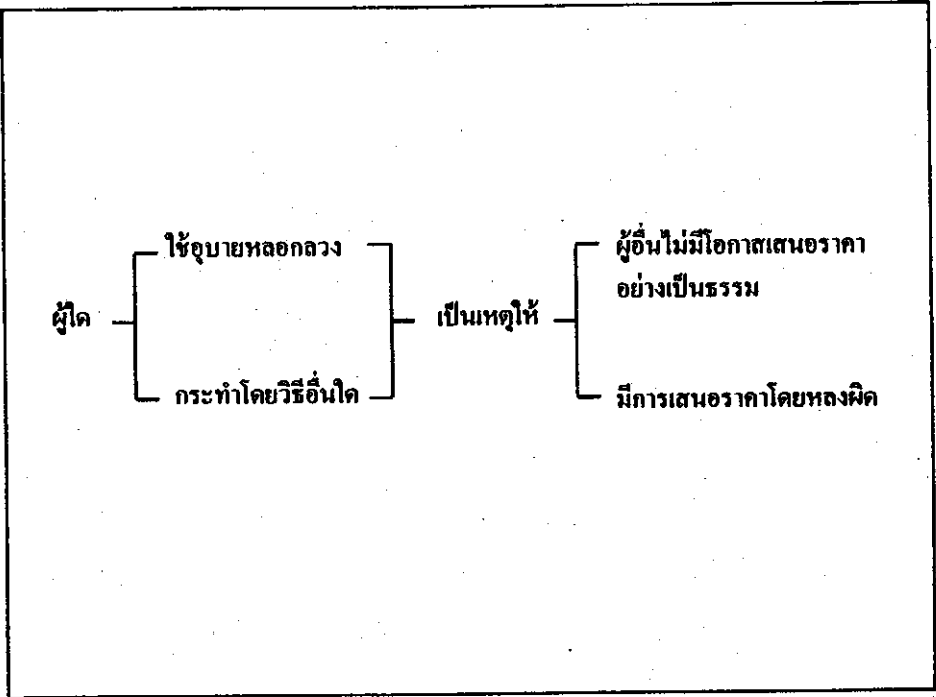 ใช้อุบายหลอกลวง
ผู้อื่นไม่มีโอกาสเสนอราคา
อย่างเป็นธรรม
ผู้ใด
เป็นเหตุให้
กระทำโดยวิธีอื่นใด
มีการเสนอราคาโดยหลงผิด